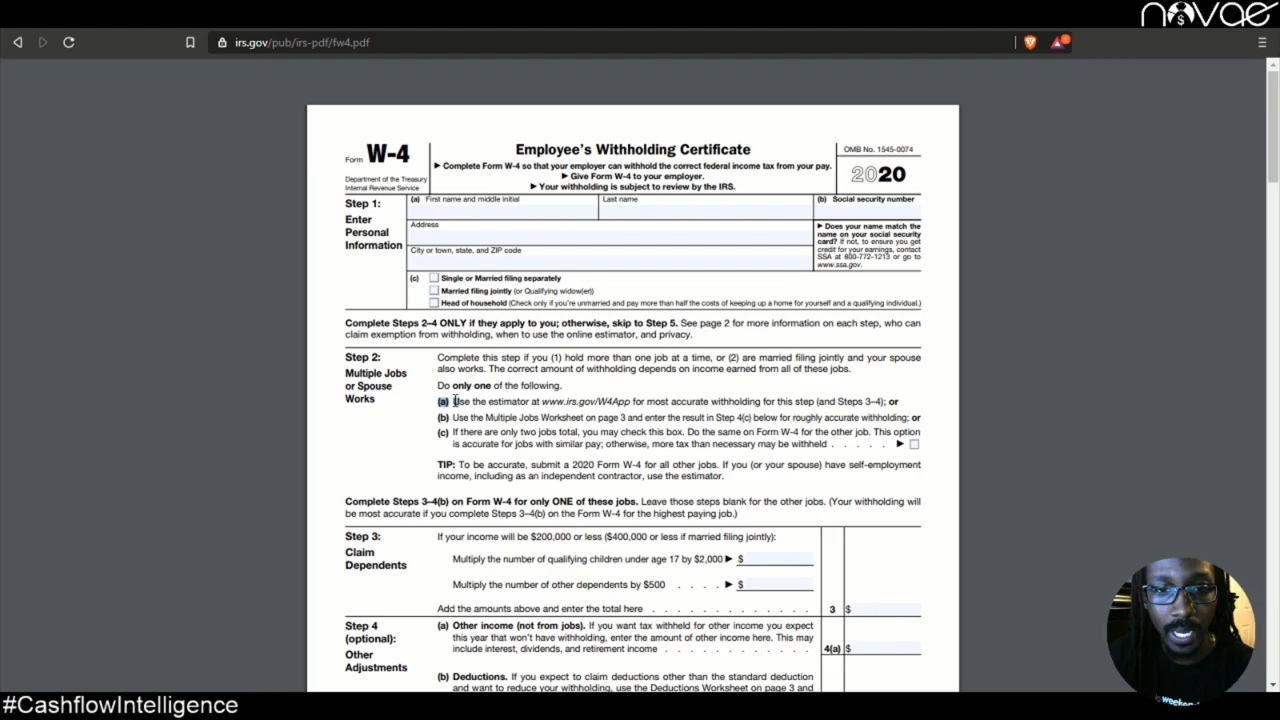 novae
irs.gov/pub/irs-pdf/fw4.pdf
Form W-4
Department of the Treasury
Internal Revenue Service
Employee's Withholding Certificate
▶ Complete Form W-4 so that your employer can withhold the correct federal income tax from your pay.
▶ Give Form W-4 to your employer.
▶ Your withholding is subject to review by the IRS.
OMB No. 1545-0074
2020
Step 1:
Enter
Personal
Information
(a) First name and middle initial
Last name
(b) Social security number
Address
City or town, state, and ZIP code
▶ Does your name match the
name on your social security
card? If not, to ensure you get
credit for your earnings, contact
SSA at 800-772-1213 or go to
www.ssa.gov.
(c) Single or Married filing separately
Married filing jointly (or Qualifying widow(er))
Head of household (Check only if you're unmarried and pay more than half the costs of keeping up a home for yourself and a qualifying individual.)
Complete Steps 2–4 ONLY if they apply to you; otherwise, skip to Step 5. See page 2 for more information on each step, who can
claim exemption from withholding, when to use the online estimator, and privacy.
Step 2:
Multiple Jobs
or Spouse
Works
Complete this step if you (1) hold more than one job at a time, or (2) are married filing jointly and your spouse
also works. The correct amount of withholding depends on income earned from all of these jobs.
Do only one of the following.
(a) Use the estimator at www.irs.gov/W4App for most accurate withholding for this step (and Steps 3–4); or
(b) Use the Multiple Jobs Worksheet on page 3 and enter the result in Step 4(c) below for roughly accurate withholding; or
(c) If there are only two jobs total, you may check this box. Do the same on Form W-4 for the other job. This option
is accurate for jobs with similar pay; otherwise, more tax than necessary may be withheld . . . . . ▶
TIP: To be accurate, submit a 2020 Form W-4 for all other jobs. If you (or your spouse) have self-employment
income, including as an independent contractor, use the estimator.
Complete Steps 3–4(b) on Form W-4 for only ONE of these jobs. Leave those steps blank for the other jobs. (Your withholding will
be most accurate if you complete Steps 3–4(b) on the Form W-4 for the highest paying job.)
Step 3:
Claim
Dependents
If your income will be $200,000 or less ($400,000 or less if married filing jointly):
Multiply the number of qualifying children under age 17 by $2,000 ▶ $
Multiply the number of other dependents by $500 . . . . ▶ $
Add the amounts above and enter the total here . . . . . . . . . . . . . 3 $
Step 4
(optional):
Other
Adjustments
(a) Other income (not from jobs). If you want tax withheld for other income you expect
this year that won't have withholding, enter the amount of other income here. This may
include interest, dividends, and retirement income . . . . . . . . . . . . 4(a) $
(b) Deductions. If you expect to claim deductions other than the standard deduction
and want to reduce your withholding, use the Deductions Worksheet on page 3 and
#CashflowIntelligence